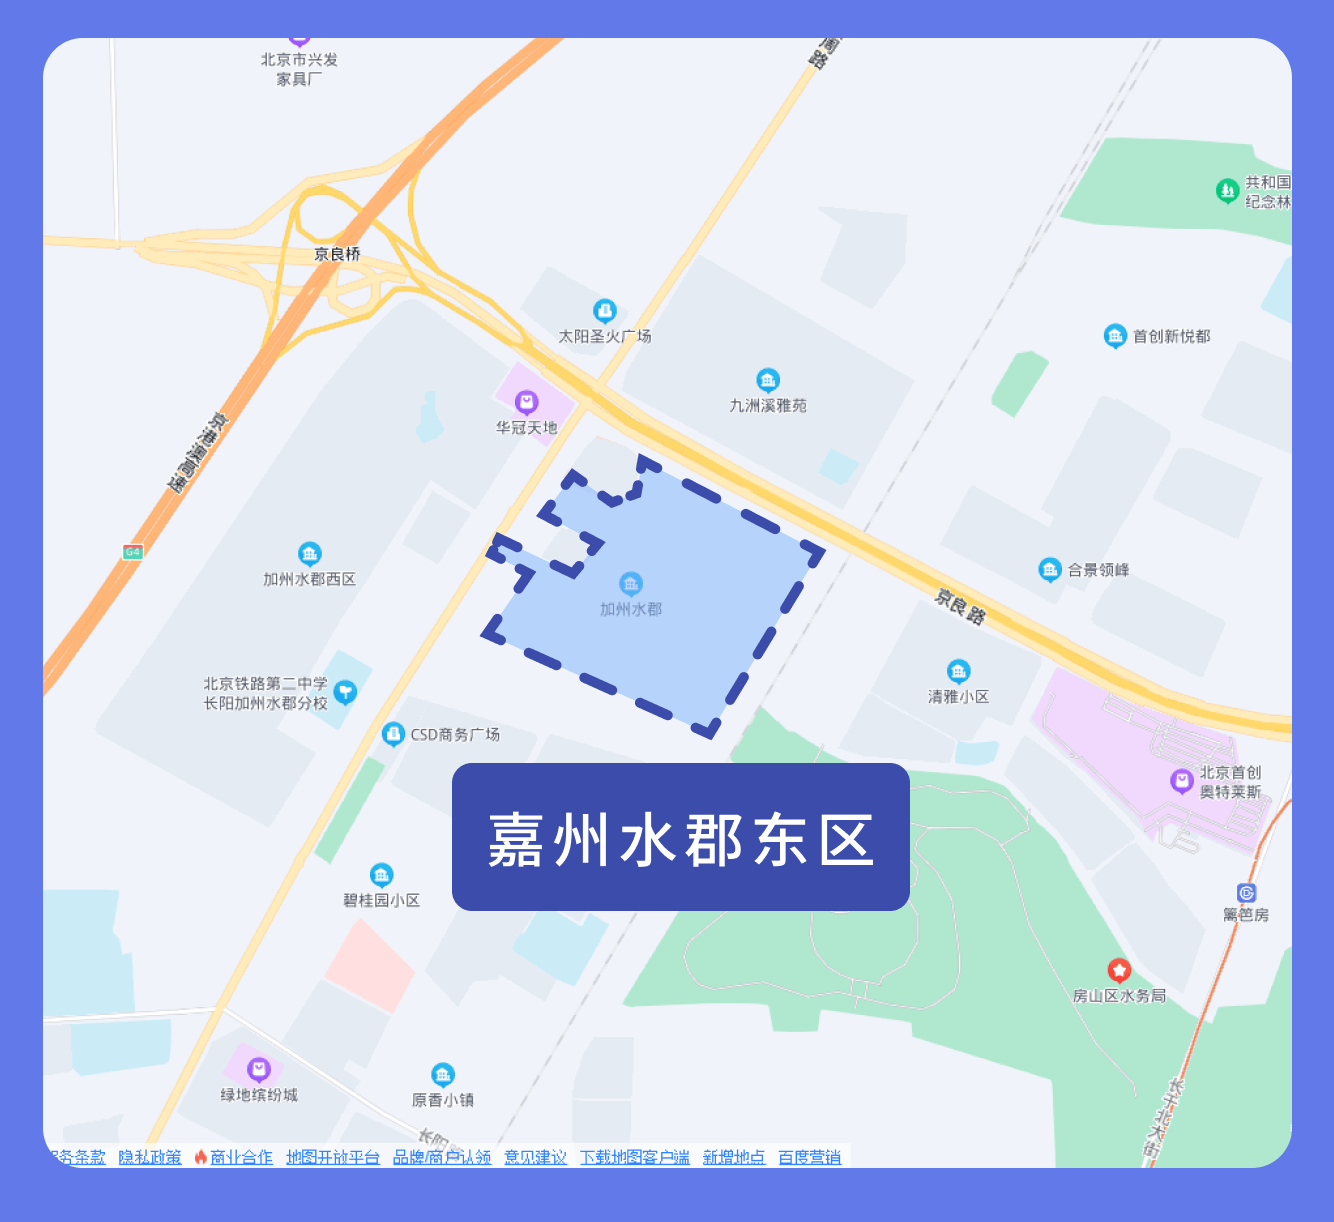 周路
北京市兴发
家具厂
共和国
纪念林
京良桥
太阳圣火广场
首创新悦都
九洲溪雅苑
华冠天地
京港澳高速
G4
加州水郡西区
加州水郡
合景领峰
京良路
北京铁路第二中学
长阳加州水郡分校
清雅小区
CSD商务广场
北京首创
奥特莱斯
嘉州水郡东区
碧桂园小区
篱笆房
房山区水务局
绿地缤纷城
原香小镇
长于北大街
长阳路
服务条款 隐私政策 商业合作 地图开放平台 品牌/商户认领 意见建议 下载地图客户端 新增地点 百度营销